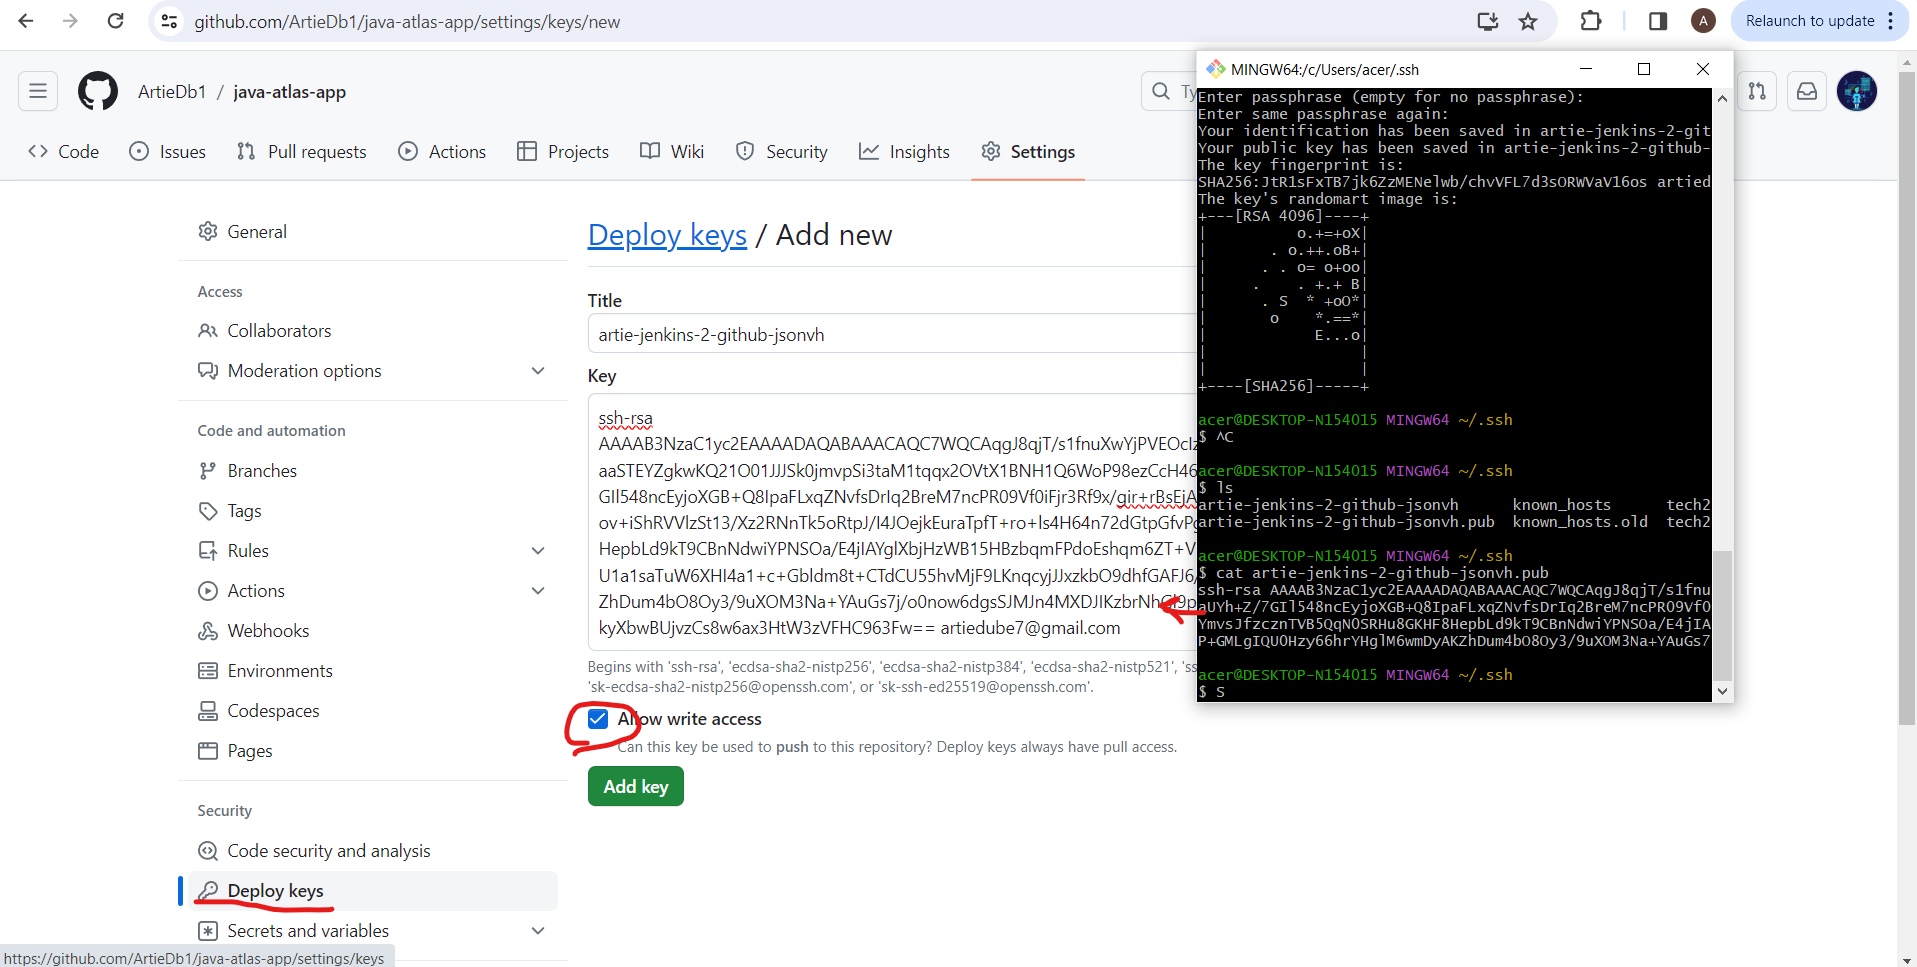 github.com/ArtieDb1/java-atlas-app/settings/keys/new
A
Relaunch to update
ArtieDb1 / java-atlas-app
Code
Issues
Pull requests
Actions
Projects
Wiki
Security
Insights
Settings
General
Access
Collaborators
Moderation options
Code and automation
Branches
Tags
Rules
Actions
Webhooks
Environments
Codespaces
Pages
Security
Code security and analysis
Deploy keys
Secrets and variables
https://github.com/ArtieDb1/java-atlas-app/settings/keys
Deploy keys / Add new
Title
artie-jenkins-2-github-jsonvh
Key
ssh-rsa
AAAAB3NzaC1yc2EAAAADAQABAAACAQC7WQCAqgJ8qjT/s1fnuXwYjPVEOcIz
aaSTEYZgkwKQ21O01JJJSk0jmvpSi3taM1tqqx2OVtX1BNH1Q6WoP98ezCcH46
GIl548ncEyjoXGB+Q8IpaFLxqZNvfsDrIq2BreM7ncPR09Vf0iFjr3Rf9x/gir+rBsEjA
ov+iShRVVlzSt13/Xz2RNnTk5oRtpJ/I4JOejkEuraTpfT+ro+ls4H64n72dGtpGfvPg
HepbLd9kT9CBnNdwiYPNSOa/E4jIAYglXbjHzWB15HBzbqmFPdoEshqm6ZT+V
U1a1saTuW6XHI4a1+c+Gbldm8t+CTdCU55hvMjF9LKnqcyjJJxzkbO9dhfGAFJ6/
ZhDum4bO8Oy3/9uXOM3Na+YAuGs7j/o0now6dgsSJMJn4MXDJIKzbrNhGl9p
kyXbwBUjvzCs8w6ax3HtW3zVFHC963Fw== artiedube7@gmail.com
Begins with 'ssh-rsa', 'ecdsa-sha2-nistp256', 'ecdsa-sha2-nistp384', 'ecdsa-sha2-nistp521', 'ss
'sk-ecdsa-sha2-nistp256@openssh.com', or 'sk-ssh-ed25519@openssh.com'.
Allow write access
Can this key be used to push to this repository? Deploy keys always have pull access.
Add key
Ty
MINGW64:/c/Users/acer/.ssh
Enter passphrase (empty for no passphrase):
Enter same passphrase again:
Your identification has been saved in artie-jenkins-2-git
Your public key has been saved in artie-jenkins-2-github-
The key fingerprint is:
SHA256:JtR1sFxTB7jk6ZzMENelwb/chvVFL7d3sORWVaV16os artied
The key's randomart image is:
+---[RSA 4096]----+
|          o.+=+oX|
|       . o.++.oB+|
|      . . o= o+oo|
|     .    . +.+ B|
|      . S  * +oO*|
|       o    *.==*|
|            E...o|
|                 |
|                 |
+----[SHA256]-----+
acer@DESKTOP-N154015 MINGW64 ~/.ssh
$ ^C
acer@DESKTOP-N154015 MINGW64 ~/.ssh
$ ls
artie-jenkins-2-github-jsonvh known_hosts tech2
artie-jenkins-2-github-jsonvh.pub known_hosts.old tech2
acer@DESKTOP-N154015 MINGW64 ~/.ssh
$ cat artie-jenkins-2-github-jsonvh.pub
ssh-rsa AAAAB3NzaC1yc2EAAAADAQABAAACAQC7WQCAqgJ8qjT/s1fnu
aUYh+Z/7GIl548ncEyjoXGB+Q8IpaFLxqZNvfsDrIq2BreM7ncPR09Vf0
YmvsJfzcznTVB5QqNOSRHu8GKHF8HepbLd9kT9CBnNdwiYPNSOa/E4jIA
P+GMLgIQUOHzy66hrYHglM6wmDyAKZhDum4bO8Oy3/9uXOM3Na+YAuGs7
acer@DESKTOP-N154015 MINGW64 ~/.ssh
$ S